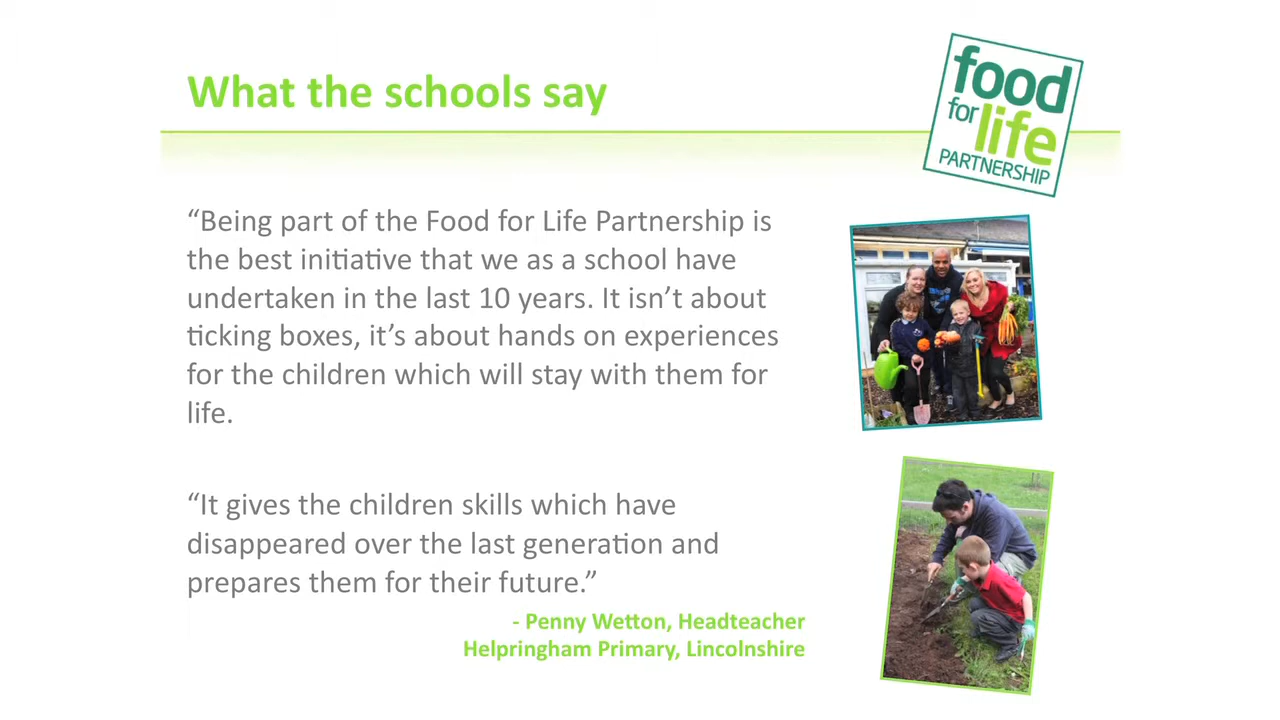 What the schools say
food
for life
PARTNERSHIP
“Being part of the Food for Life Partnership is
the best initiative that we as a school have
undertaken in the last 10 years. It isn’t about
ticking boxes, it’s about hands on experiences
for the children which will stay with them for
life.
“It gives the children skills which have
disappeared over the last generation and
prepares them for their future.”
- Penny Wetton, Headteacher
Helpringham Primary, Lincolnshire